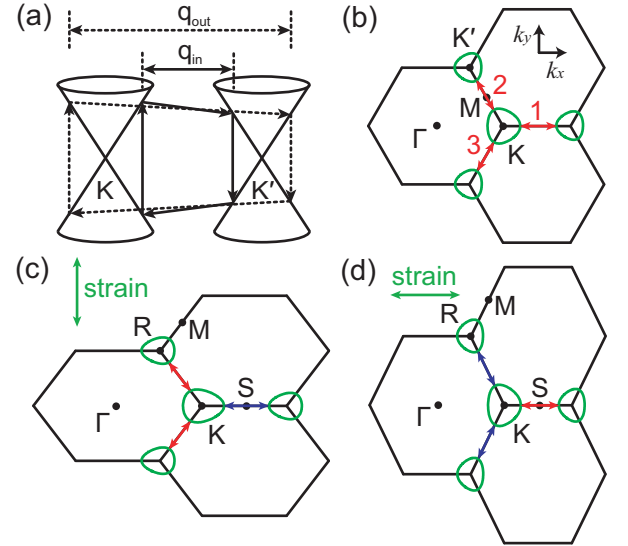 (a)
q_out
q_in
K
K′
(b)
k_y
k_x
K′
2
M
1
Γ
3
K
(c)
strain
R
M
S
Γ
K
(d)
strain
M
R
S
Γ
K